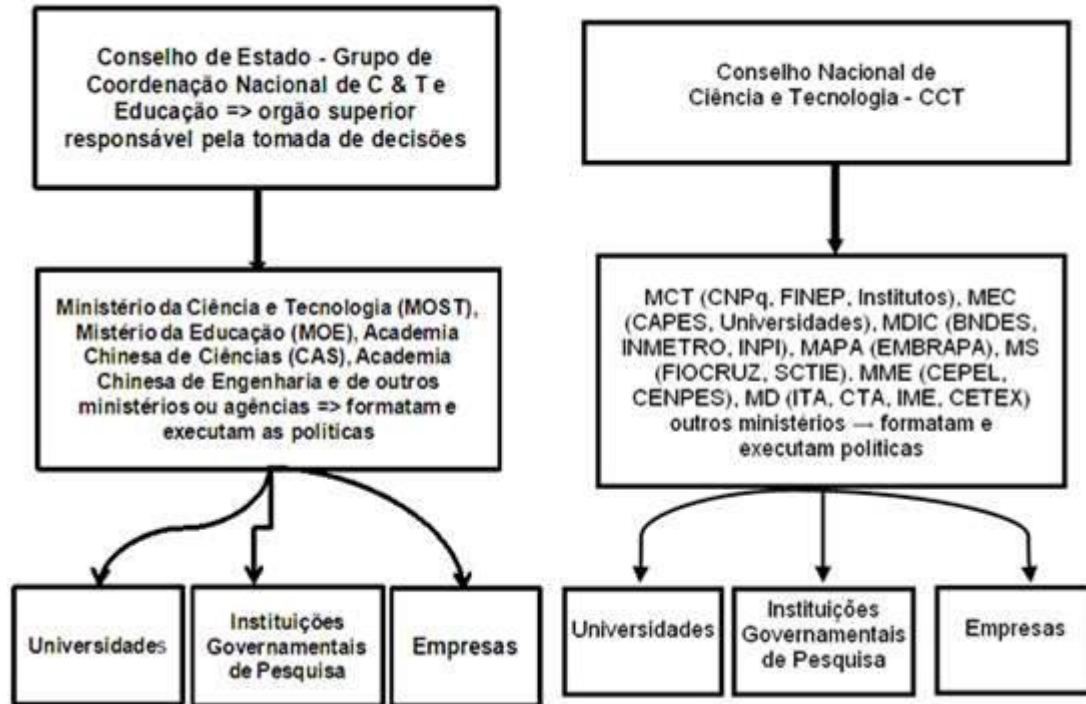 Conselho de Estado - Grupo de
Coordenação Nacional de C & T e
Educação => orgão superior
responsável pela tomada de decisões
Ministério da Ciência e Tecnologia (MOST),
Mistério da Educação (MOE), Academia
Chinesa de Ciências (CAS), Academia
Chinesa de Engenharia e de outros
ministérios ou agências => formatam e
executam as políticas
Universidades
Instituições
Governamentais
de Pesquisa
Empresas
Conselho Nacional de
Ciência e Tecnologia - CCT
MCT (CNPq, FINEP, Institutos), MEC
(CAPES, Universidades), MDIC (BNDES,
INMETRO, INPI), MAPA (EMBRAPA), MS
(FIOCRUZ, SCTIE), MME (CEPEL,
CENPES), MD (ITA, CTA, IME, CETEX)
outros ministérios → formatam e
executam políticas
Universidades
Instituições
Governamentais
de Pesquisa
Empresas